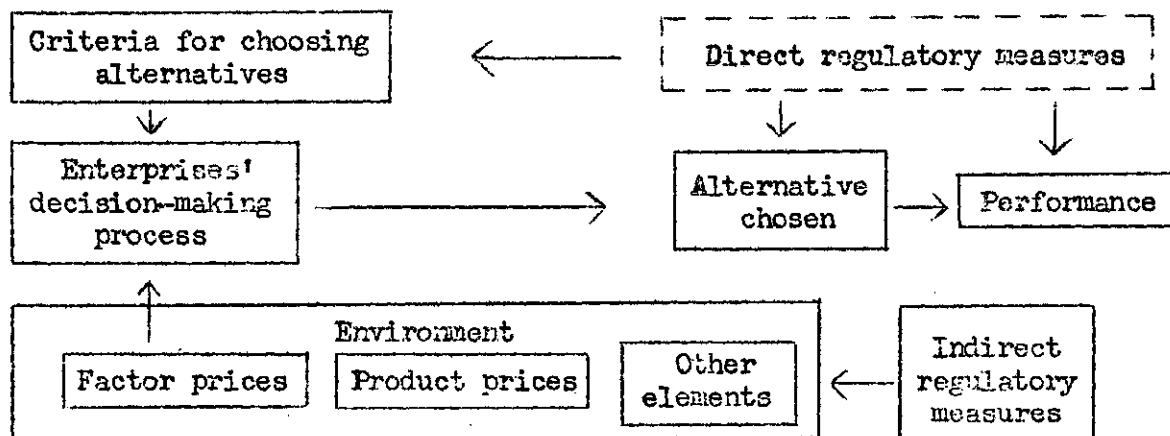 Criteria for choosing
alternatives
Direct regulatory measures
Enterprises'
decision-making
process
Alternative
chosen
Performance
Environment
Factor prices
Product prices
Other
elements
Indirect
regulatory
measures